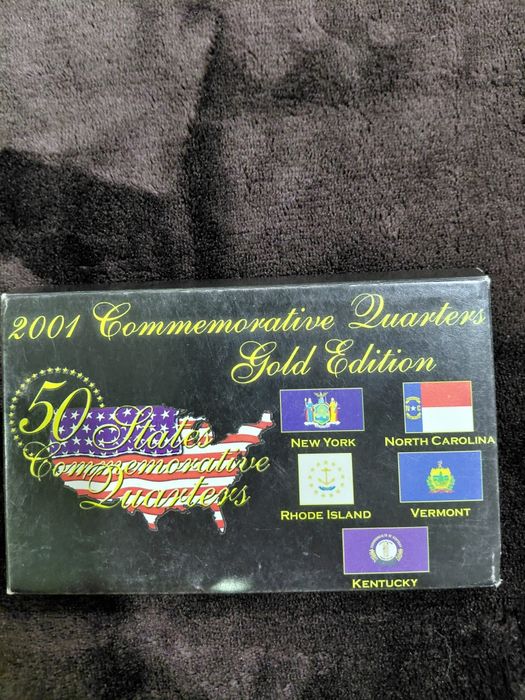 2001 Commemorative Quarters
Gold Edition
50 States
Commemorative
Quarters
NEW YORK
NORTH CAROLINA
RHODE ISLAND
VERMONT
KENTUCKY
N C